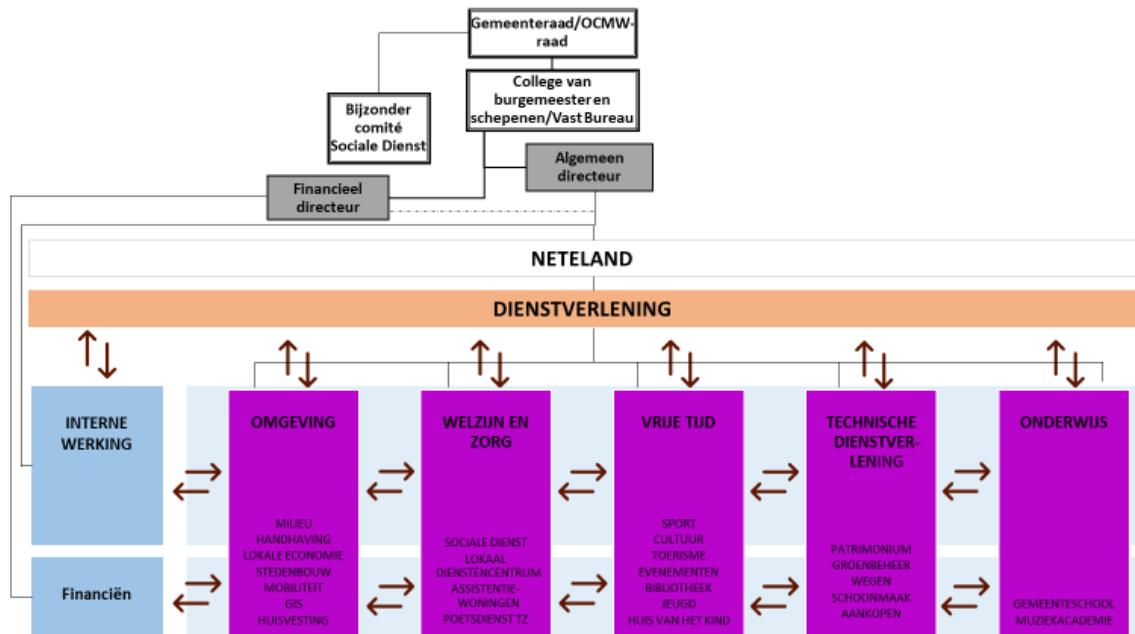 Gemeenteraad/OCMW-
raad
College van
burgemeester en
schepenen/Vast Bureau
Bijzonder
comité
Sociale Dienst
Algemeen
directeur
Financieel
directeur
NETELAND
DIENSTVERLENING
INTERNE
WERKING
OMGEVING
MILIEU
HANDHAVING
LOKALE ECONOMIE
STEDENBOUW
MOBILITEIT
GIS
HUISVESTING
WELZIJN EN
ZORG
SOCIALE DIENST
LOKAAL
DIENSTENCENTRUM
ASSISTENTIE-
WONINGEN
POETSDIENST TZ
VRIJE TIJD
SPORT
CULTUUR
TOERISME
EVENEMENTEN
BIBLIOTHEEK
JEUGD
HUIS VAN HET KIND
TECHNISCHE
DIENSTVER-
LENING
PATRIMONIUM
GROENBEHEER
WEGEN
SCHOONMAAK
AANKOPEN
ONDERWIJS
GEMEENTESCHOOL
MUZIEKACADEMIE
Financiën